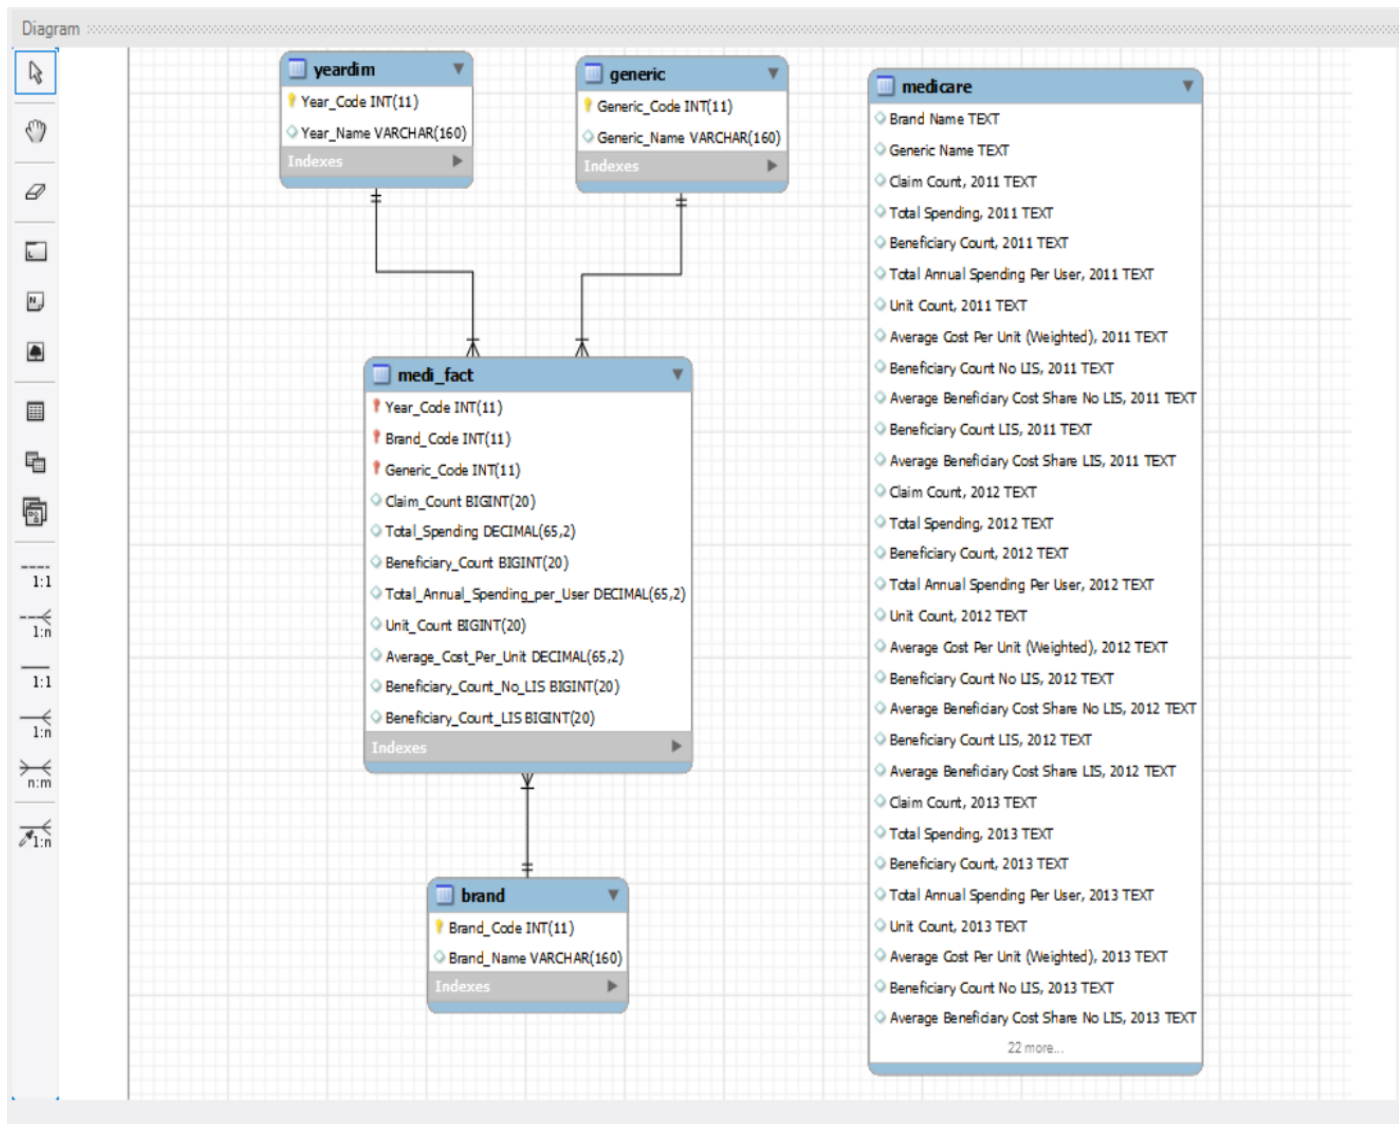 Diagram
1:1
1:n
1:1
1:n
n:m
1:n
yeardim
Year_Code INT(11)
Year_Name VARCHAR(160)
Indexes
generic
Generic_Code INT(11)
Generic_Name VARCHAR(160)
Indexes
medi_fact
Year_Code INT(11)
Brand_Code INT(11)
Generic_Code INT(11)
Claim_Count BIGINT(20)
Total_Spending DECIMAL(65,2)
Beneficiary_Count BIGINT(20)
Total_Annual_Spending_per_User DECIMAL(65,2)
Unit_Count BIGINT(20)
Average_Cost_Per_Unit DECIMAL(65,2)
Beneficiary_Count_No_LIS BIGINT(20)
Beneficiary_Count_LIS BIGINT(20)
Indexes
brand
Brand_Code INT(11)
Brand_Name VARCHAR(160)
Indexes
medicare
Brand Name TEXT
Generic Name TEXT
Claim Count, 2011 TEXT
Total Spending, 2011 TEXT
Beneficiary Count, 2011 TEXT
Total Annual Spending Per User, 2011 TEXT
Unit Count, 2011 TEXT
Average Cost Per Unit (Weighted), 2011 TEXT
Beneficiary Count No LIS, 2011 TEXT
Average Beneficiary Cost Share No LIS, 2011 TEXT
Beneficiary Count LIS, 2011 TEXT
Average Beneficiary Cost Share LIS, 2011 TEXT
Claim Count, 2012 TEXT
Total Spending, 2012 TEXT
Beneficiary Count, 2012 TEXT
Total Annual Spending Per User, 2012 TEXT
Unit Count, 2012 TEXT
Average Cost Per Unit (Weighted), 2012 TEXT
Beneficiary Count No LIS, 2012 TEXT
Average Beneficiary Cost Share No LIS, 2012 TEXT
Beneficiary Count LIS, 2012 TEXT
Average Beneficiary Cost Share LIS, 2012 TEXT
Claim Count, 2013 TEXT
Total Spending, 2013 TEXT
Beneficiary Count, 2013 TEXT
Total Annual Spending Per User, 2013 TEXT
Unit Count, 2013 TEXT
Average Cost Per Unit (Weighted), 2013 TEXT
Beneficiary Count No LIS, 2013 TEXT
Average Beneficiary Cost Share No LIS, 2013 TEXT
22 more...